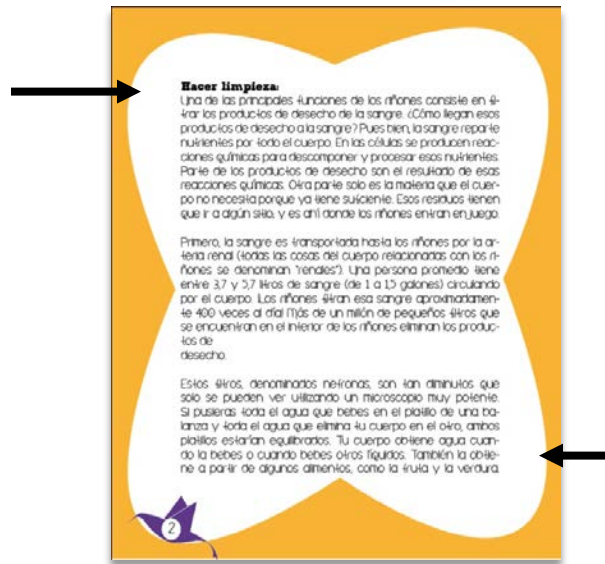 Hacer limpieza:
Una de las principales funciones de los riñones consiste en fil-
trar los productos de desecho de la sangre. ¿Cómo llegan esos
productos de desecho a la sangre? Pues bien, la sangre reparte
nutrientes por todo el cuerpo. En las células se producen reac-
ciones químicas para descomponer y procesar esos nutrientes.
Parte de los productos de desecho son el resultado de esas
reacciones químicas. Otra parte solo es la materia que el cuer-
po no necesita porque ya tiene suficiente. Esos residuos tienen
que ir a algún sitio, y es ahí donde los riñones entran en juego.
Primero, la sangre es transportada hasta los riñones por la ar-
teria renal (todas las cosas del cuerpo relacionadas con los ri-
ñones se denominan "renales"). Una persona promedio tiene
entre 3,7 y 5,7 litros de sangre (de 1 a 1,5 galones) circulando
por el cuerpo. Los riñones filtran esa sangre aproximadamen-
te 400 veces al día! Más de un millón de pequeños filtros que
se encuentran en el interior de los riñones eliminan los produc-
tos de
desecho.
Estos filtros, denominados nefronas, son tan diminutos que
solo se pueden ver utilizando un microscopio muy potente.
Si pusieras toda el agua que bebes en el platillo de una ba-
lanza y toda el agua que elimina tu cuerpo en el otro, ambos
platillos estarían equilibrados. Tu cuerpo obtiene agua cuan-
do la bebes o cuando bebes otros líquidos. También la obtie-
ne a partir de algunos alimentos, como la fruta y la verdura.
2